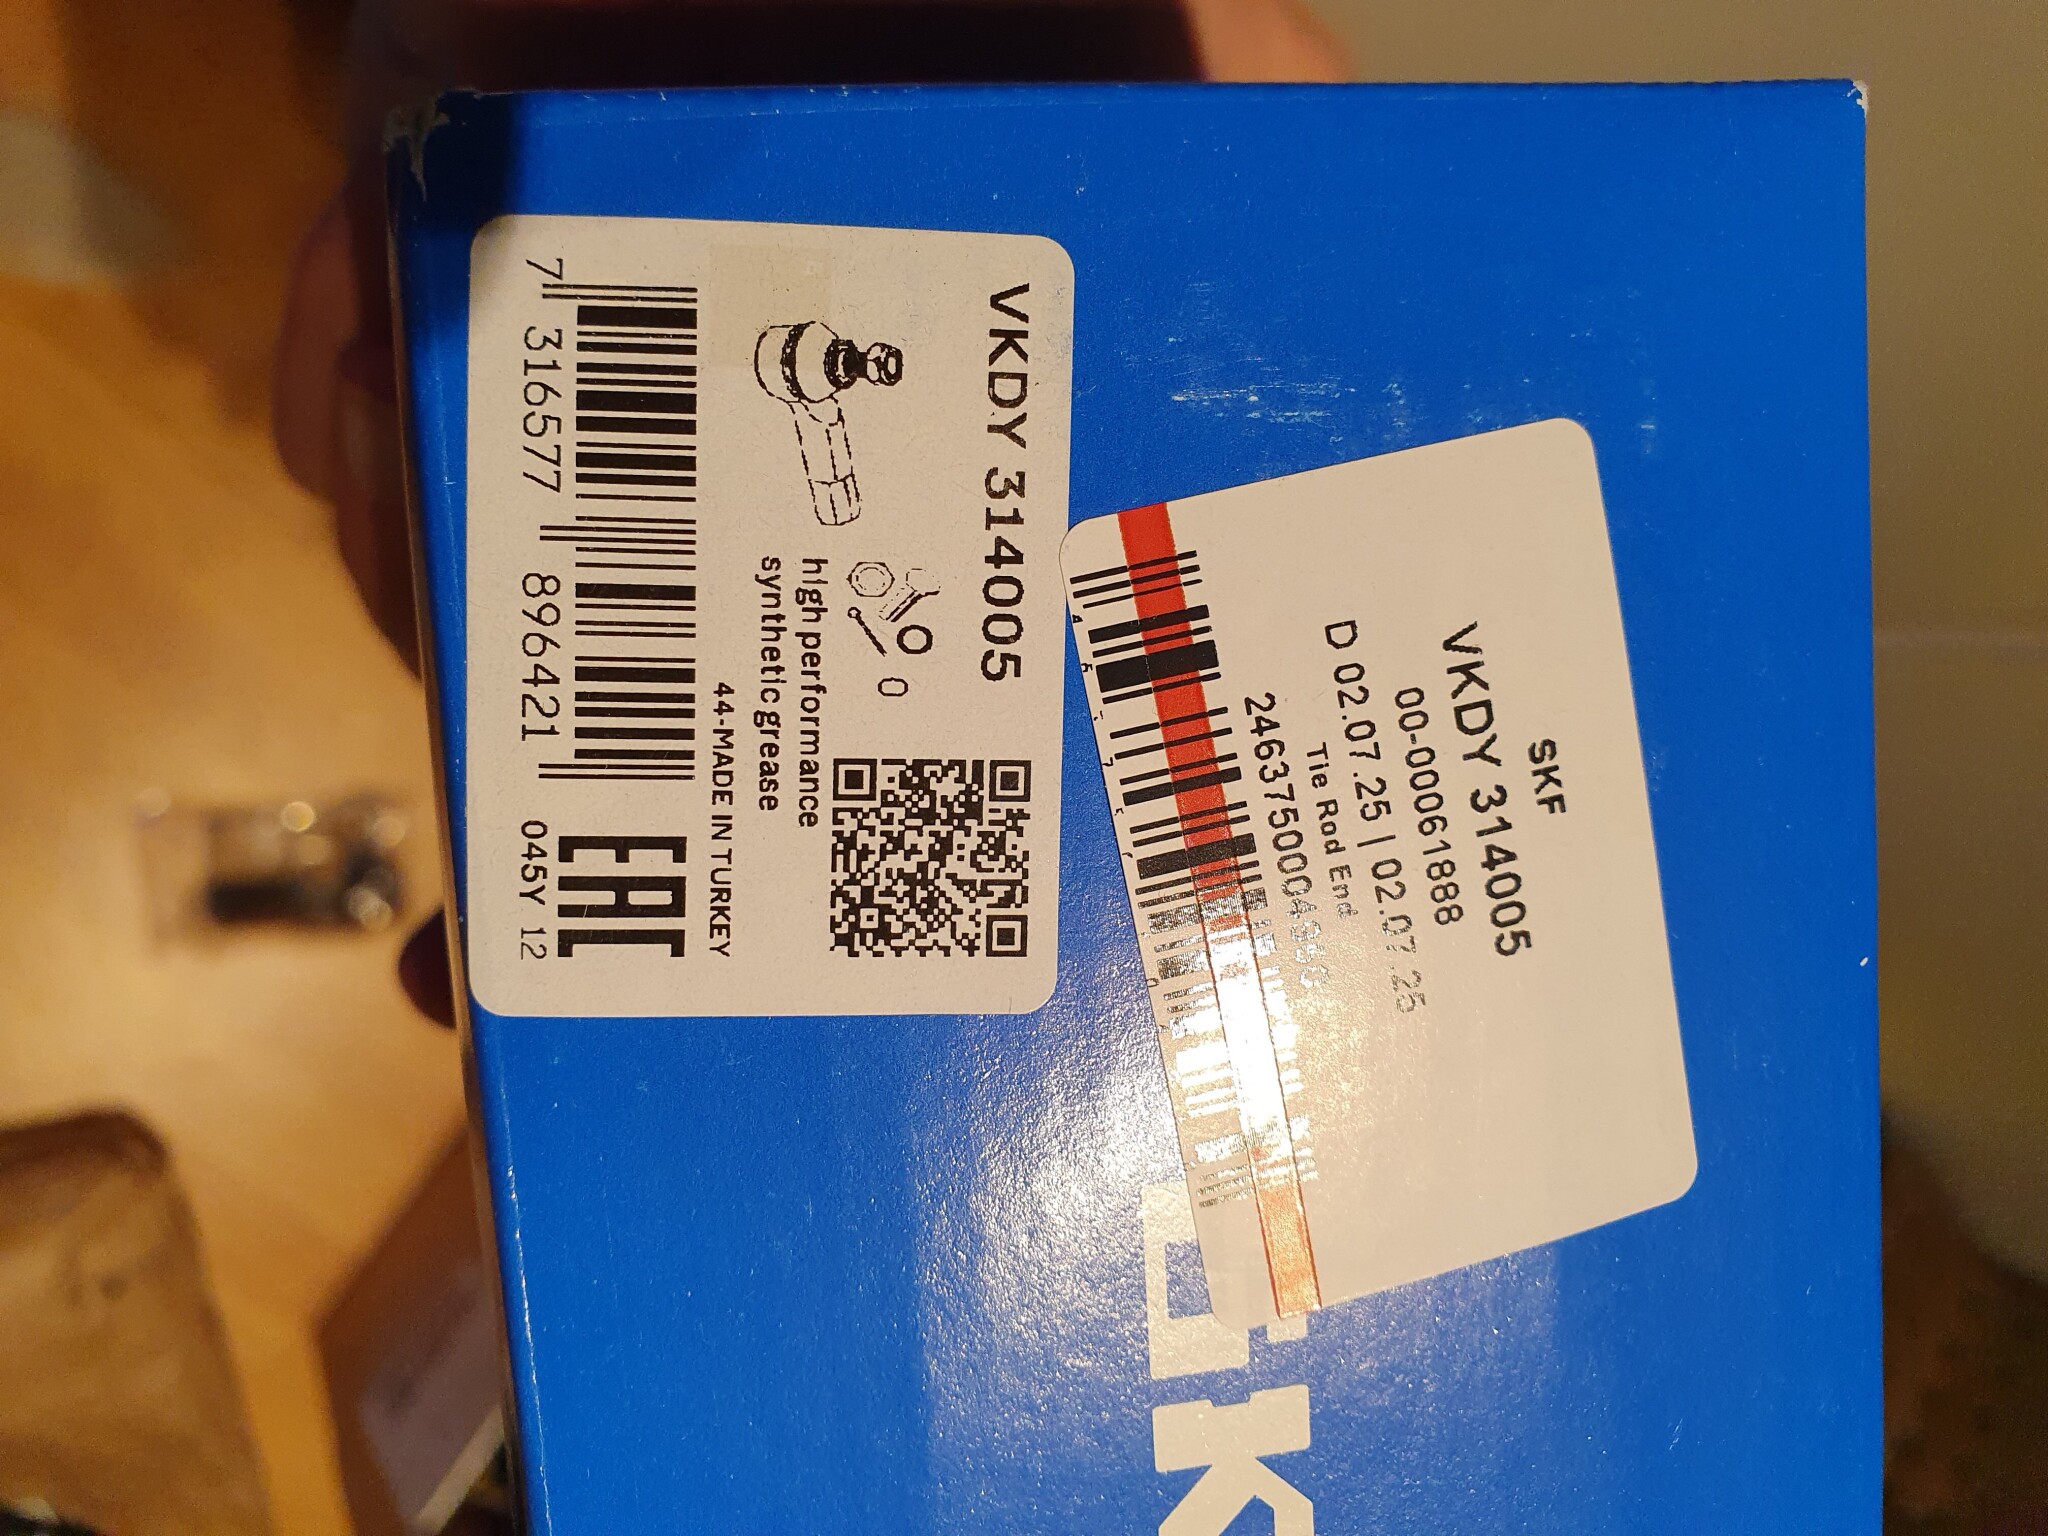 VKDY 314005
high performance
synthetic grease
44-MADE IN TURKEY
7 316577 896421
EAC
045Y 12
SKF
VKDY 314005
00-00061888
D 02.07.25 | 02.07.25
Tie Rod End
K